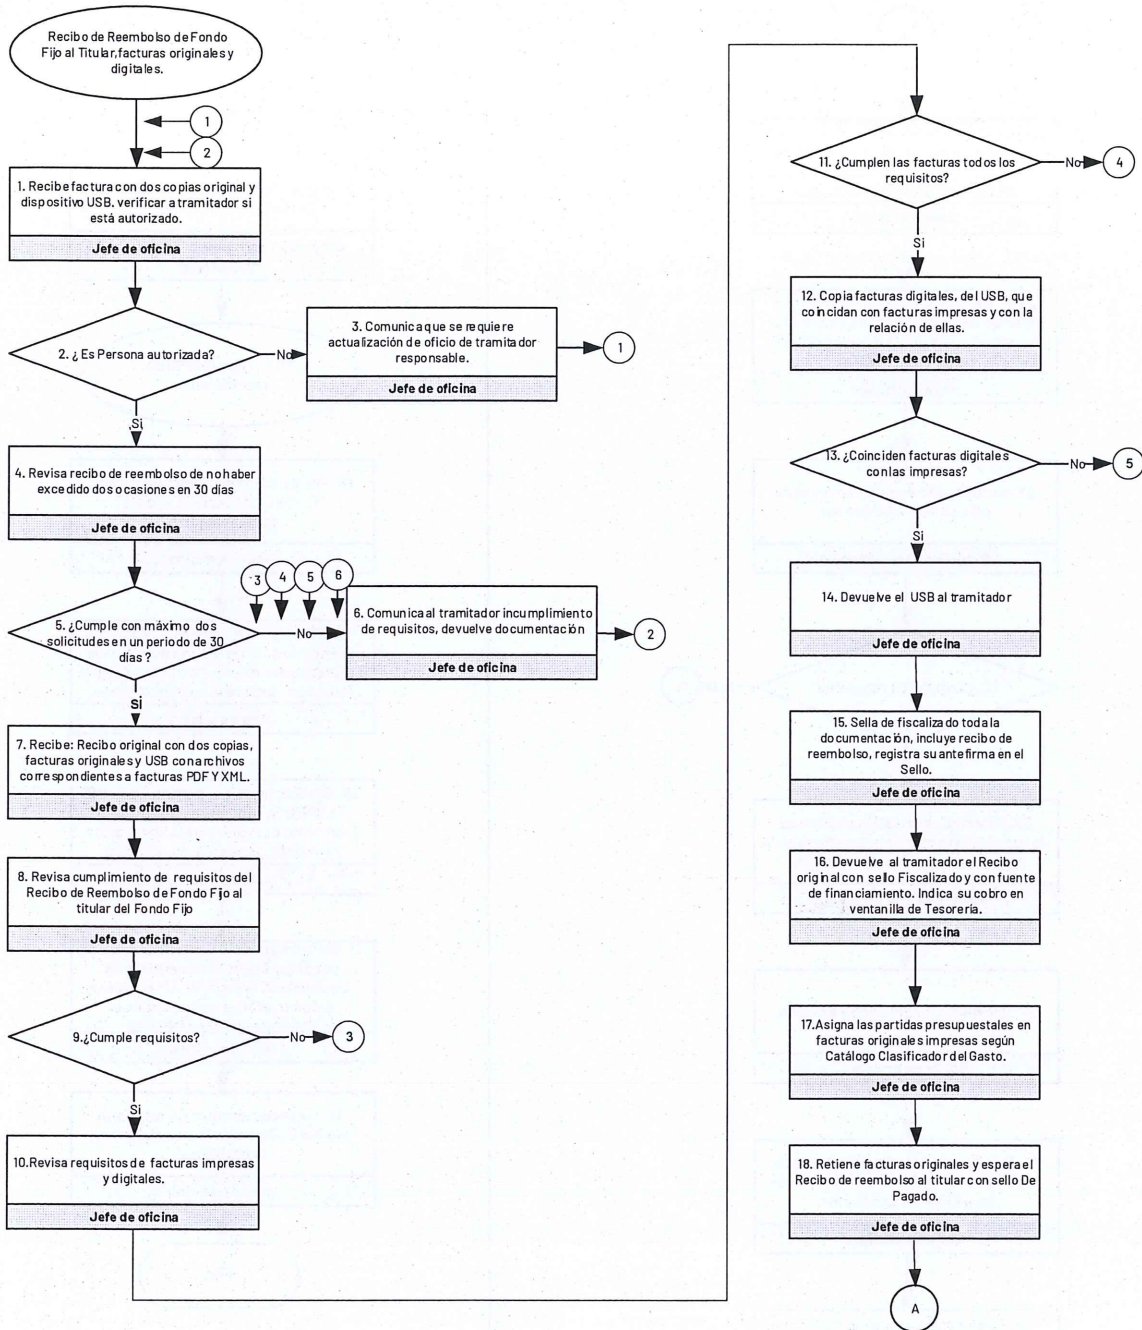 Recibo de Reembolso de Fondo
Fijo al Titular, facturas originales y
digitales.
1
2
1. Recibe factura con dos copias original y
dispositivo USB. verificar a tramitador si
está autorizado.
Jefe de oficina
2. ¿Es Persona autorizada?
No
3. Comunica que se requiere
actualización de oficio de tramitador
responsable.
Jefe de oficina
1
Si
4. Revisa recibo de reembolso de no haber
excedido dos ocasiones en 30 días
Jefe de oficina
3
4
5
6
5. ¿Cumple con máximo dos
solicitudes en un periodo de 30
días?
No
6. Comunica al tramitador incumplimiento
de requisitos, devuelve documentación
Jefe de oficina
2
Si
7. Recibe: Recibo original con dos copias,
facturas originales y USB con archivos
correspondientes a facturas PDF Y XML.
Jefe de oficina
8. Revisa cumplimiento de requisitos del
Recibo de Reembolso de Fondo Fijo al
titular del Fondo Fijo
Jefe de oficina
9.¿Cumple requisitos?
No
3
Si
10.Revisa requisitos de facturas impresas
y digitales.
Jefe de oficina
11. ¿Cumplen las facturas todos los
requisitos?
No
4
Si
12. Copia facturas digitales, del USB, que
coincidan con facturas impresas y con la
relación de ellas.
Jefe de oficina
13. ¿Coinciden facturas digitales
con las impresas?
No
5
Si
14. Devuelve el USB al tramitador
Jefe de oficina
15. Sella de fiscalizado toda la
documentación, incluye recibo de
reembolso, registra su antefirma en el
Sello.
Jefe de oficina
16. Devuelve al tramitador el Recibo
original con sello Fiscalizado y con fuente
de financiamiento. Indica su cobro en
ventanilla de Tesorería.
Jefe de oficina
17.Asigna las partidas presupuestales en
facturas originales impresas según
Catálogo Clasificador del Gasto.
Jefe de oficina
18. Retiene facturas originales y espera el
Recibo de reembolso al titular con sello De
Pagado.
Jefe de oficina
A